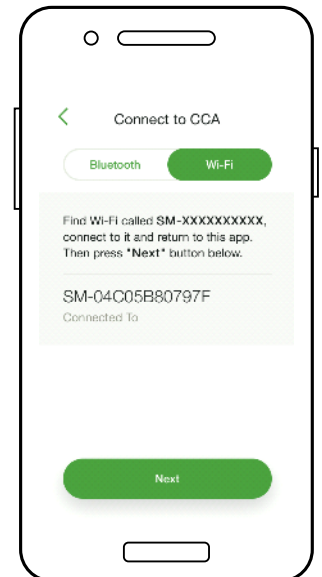 Connect to CCA
Bluetooth
Wi-Fi
Find Wi-Fi called SM-XXXXXXXXXX,
connect to it and return to this app.
Then press "Next" button below.
SM-04C05B80797F
Connected To
Next